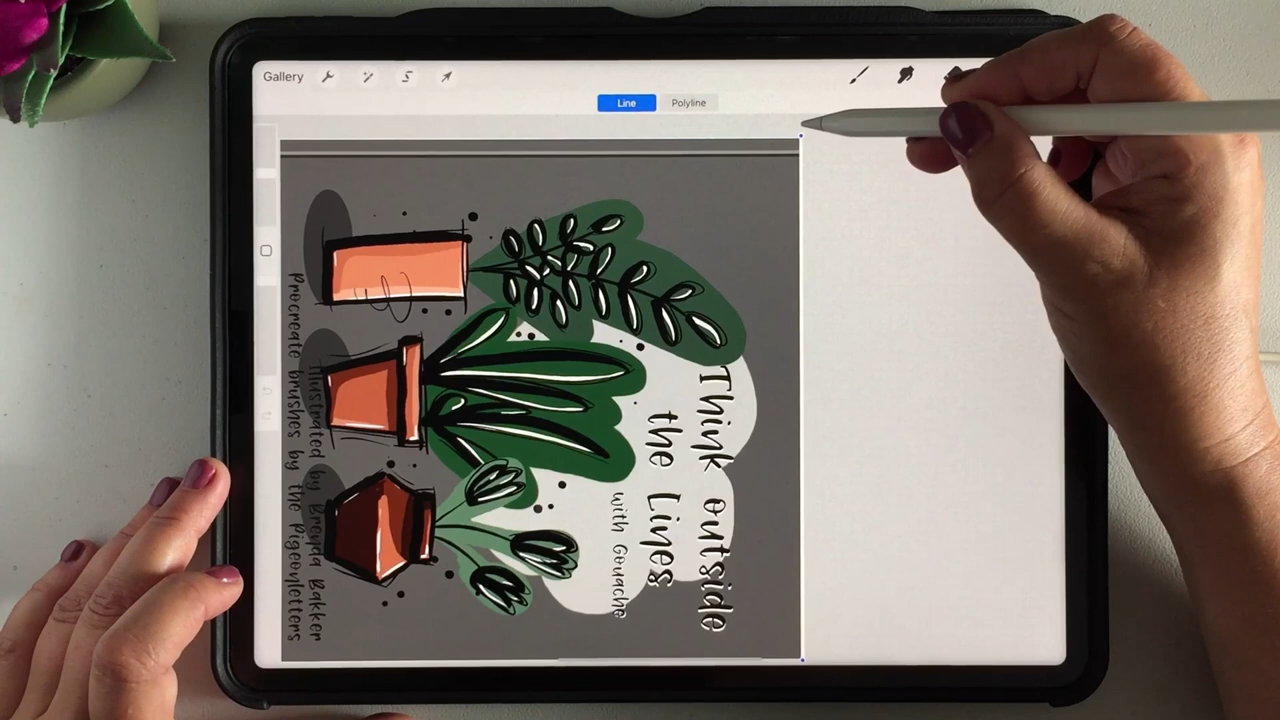 Gallery
Line Polyline
Think outside
the Lines
with Gouache
Illustrated by Brenda Bakker
Procreate brushes by the Pigeonletters